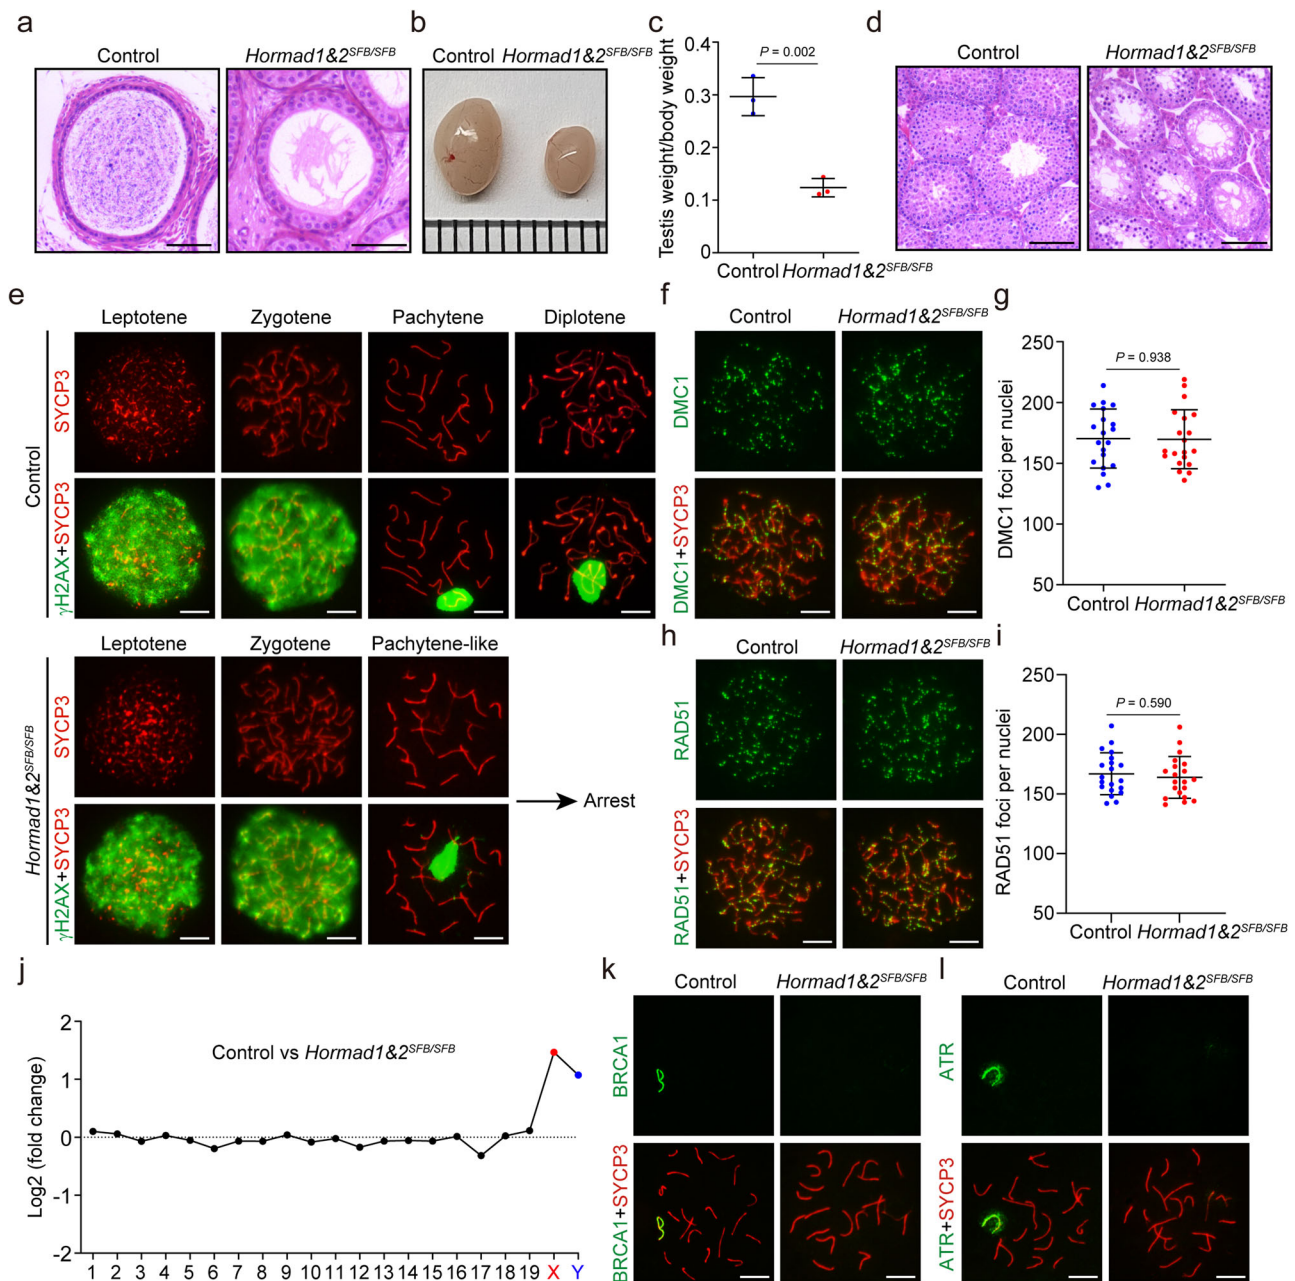 a
Control Hormad1&2SFB/SFB
b
Control Hormad1&2SFB/SFB
c
Testis weight/body weight
0.4
0.3
0.2
0.1
0
P = 0.002
Control Hormad1&2SFB/SFB
d
Control Hormad1&2SFB/SFB
e
Leptotene Zygotene Pachytene Diplotene
Control
SYCP3
γH2AX+SYCP3
Leptotene Zygotene Pachytene-like
Hormad1&2SFB/SFB
SYCP3
γH2AX+SYCP3
Arrest
f
Control Hormad1&2SFB/SFB
DMC1
DMC1+SYCP3
g
DMC1 foci per nuclei
250
200
150
100
50
P = 0.938
Control Hormad1&2SFB/SFB
h
Control Hormad1&2SFB/SFB
RAD51
RAD51+SYCP3
i
RAD51 foci per nuclei
250
200
150
100
50
P = 0.590
Control Hormad1&2SFB/SFB
j
Log2 (fold change)
2
1
0
-1
-2
Control vs Hormad1&2SFB/SFB
1 2 3 4 5 6 7 8 9 10 11 12 13 14 15 16 17 18 19 X Y
k
Control Hormad1&2SFB/SFB
BRCA1
BRCA1+SYCP3
l
Control Hormad1&2SFB/SFB
ATR
ATR+SYCP3